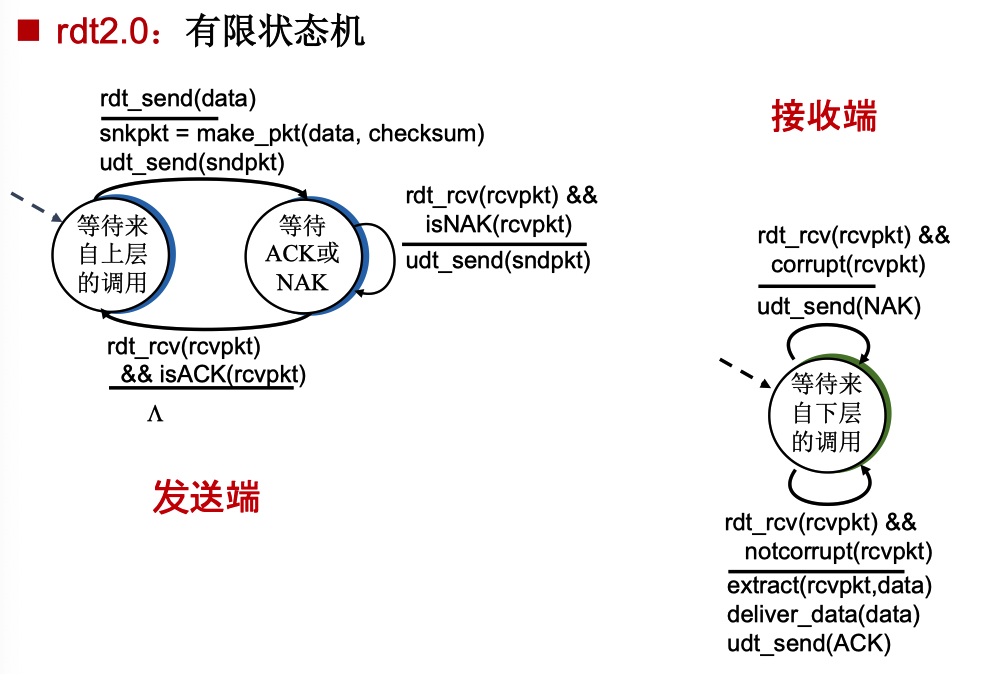 rdt2.0：有限状态机
rdt_send(data)
snkpkt = make_pkt(data, checksum)
udt_send(sndpkt)
等待来
自上层
的调用
等待
ACK或
NAK
rdt_rcv(rcvpkt) &&
isNAK(rcvpkt)
udt_send(sndpkt)
rdt_rcv(rcvpkt)
&& isACK(rcvpkt)
Λ
发送端
接收端
rdt_rcv(rcvpkt) &&
corrupt(rcvpkt)
udt_send(NAK)
等待来
自下层
的调用
rdt_rcv(rcvpkt) &&
notcorrupt(rcvpkt)
extract(rcvpkt,data)
deliver_data(data)
udt_send(ACK)